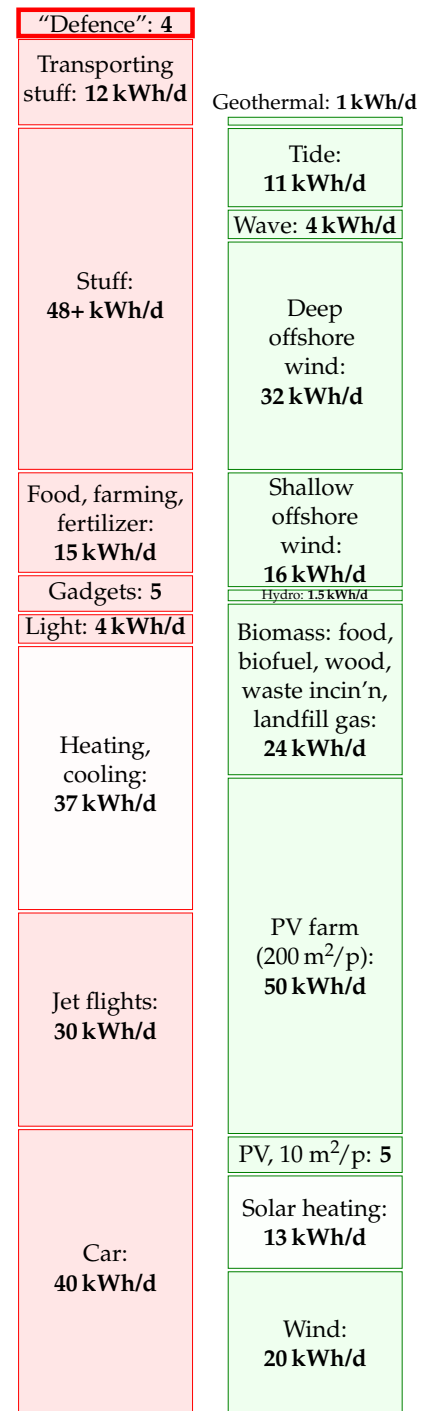 “Defence”: 4
Transporting
stuff: 12 kWh/d
Stuff:
48+ kWh/d
Food, farming,
fertilizer:
15 kWh/d
Gadgets: 5
Light: 4 kWh/d
Heating,
cooling:
37 kWh/d
Jet flights:
30 kWh/d
Car:
40 kWh/d
Geothermal: 1 kWh/d
Tide:
11 kWh/d
Wave: 4 kWh/d
Deep
offshore
wind:
32 kWh/d
Shallow
offshore
wind:
16 kWh/d
Hydro: 1.5 kWh/d
Biomass: food,
biofuel, wood,
waste incin’n,
landfill gas:
24 kWh/d
PV farm
(200 m²/p):
50 kWh/d
PV, 10 m²/p: 5
Solar heating:
13 kWh/d
Wind:
20 kWh/d